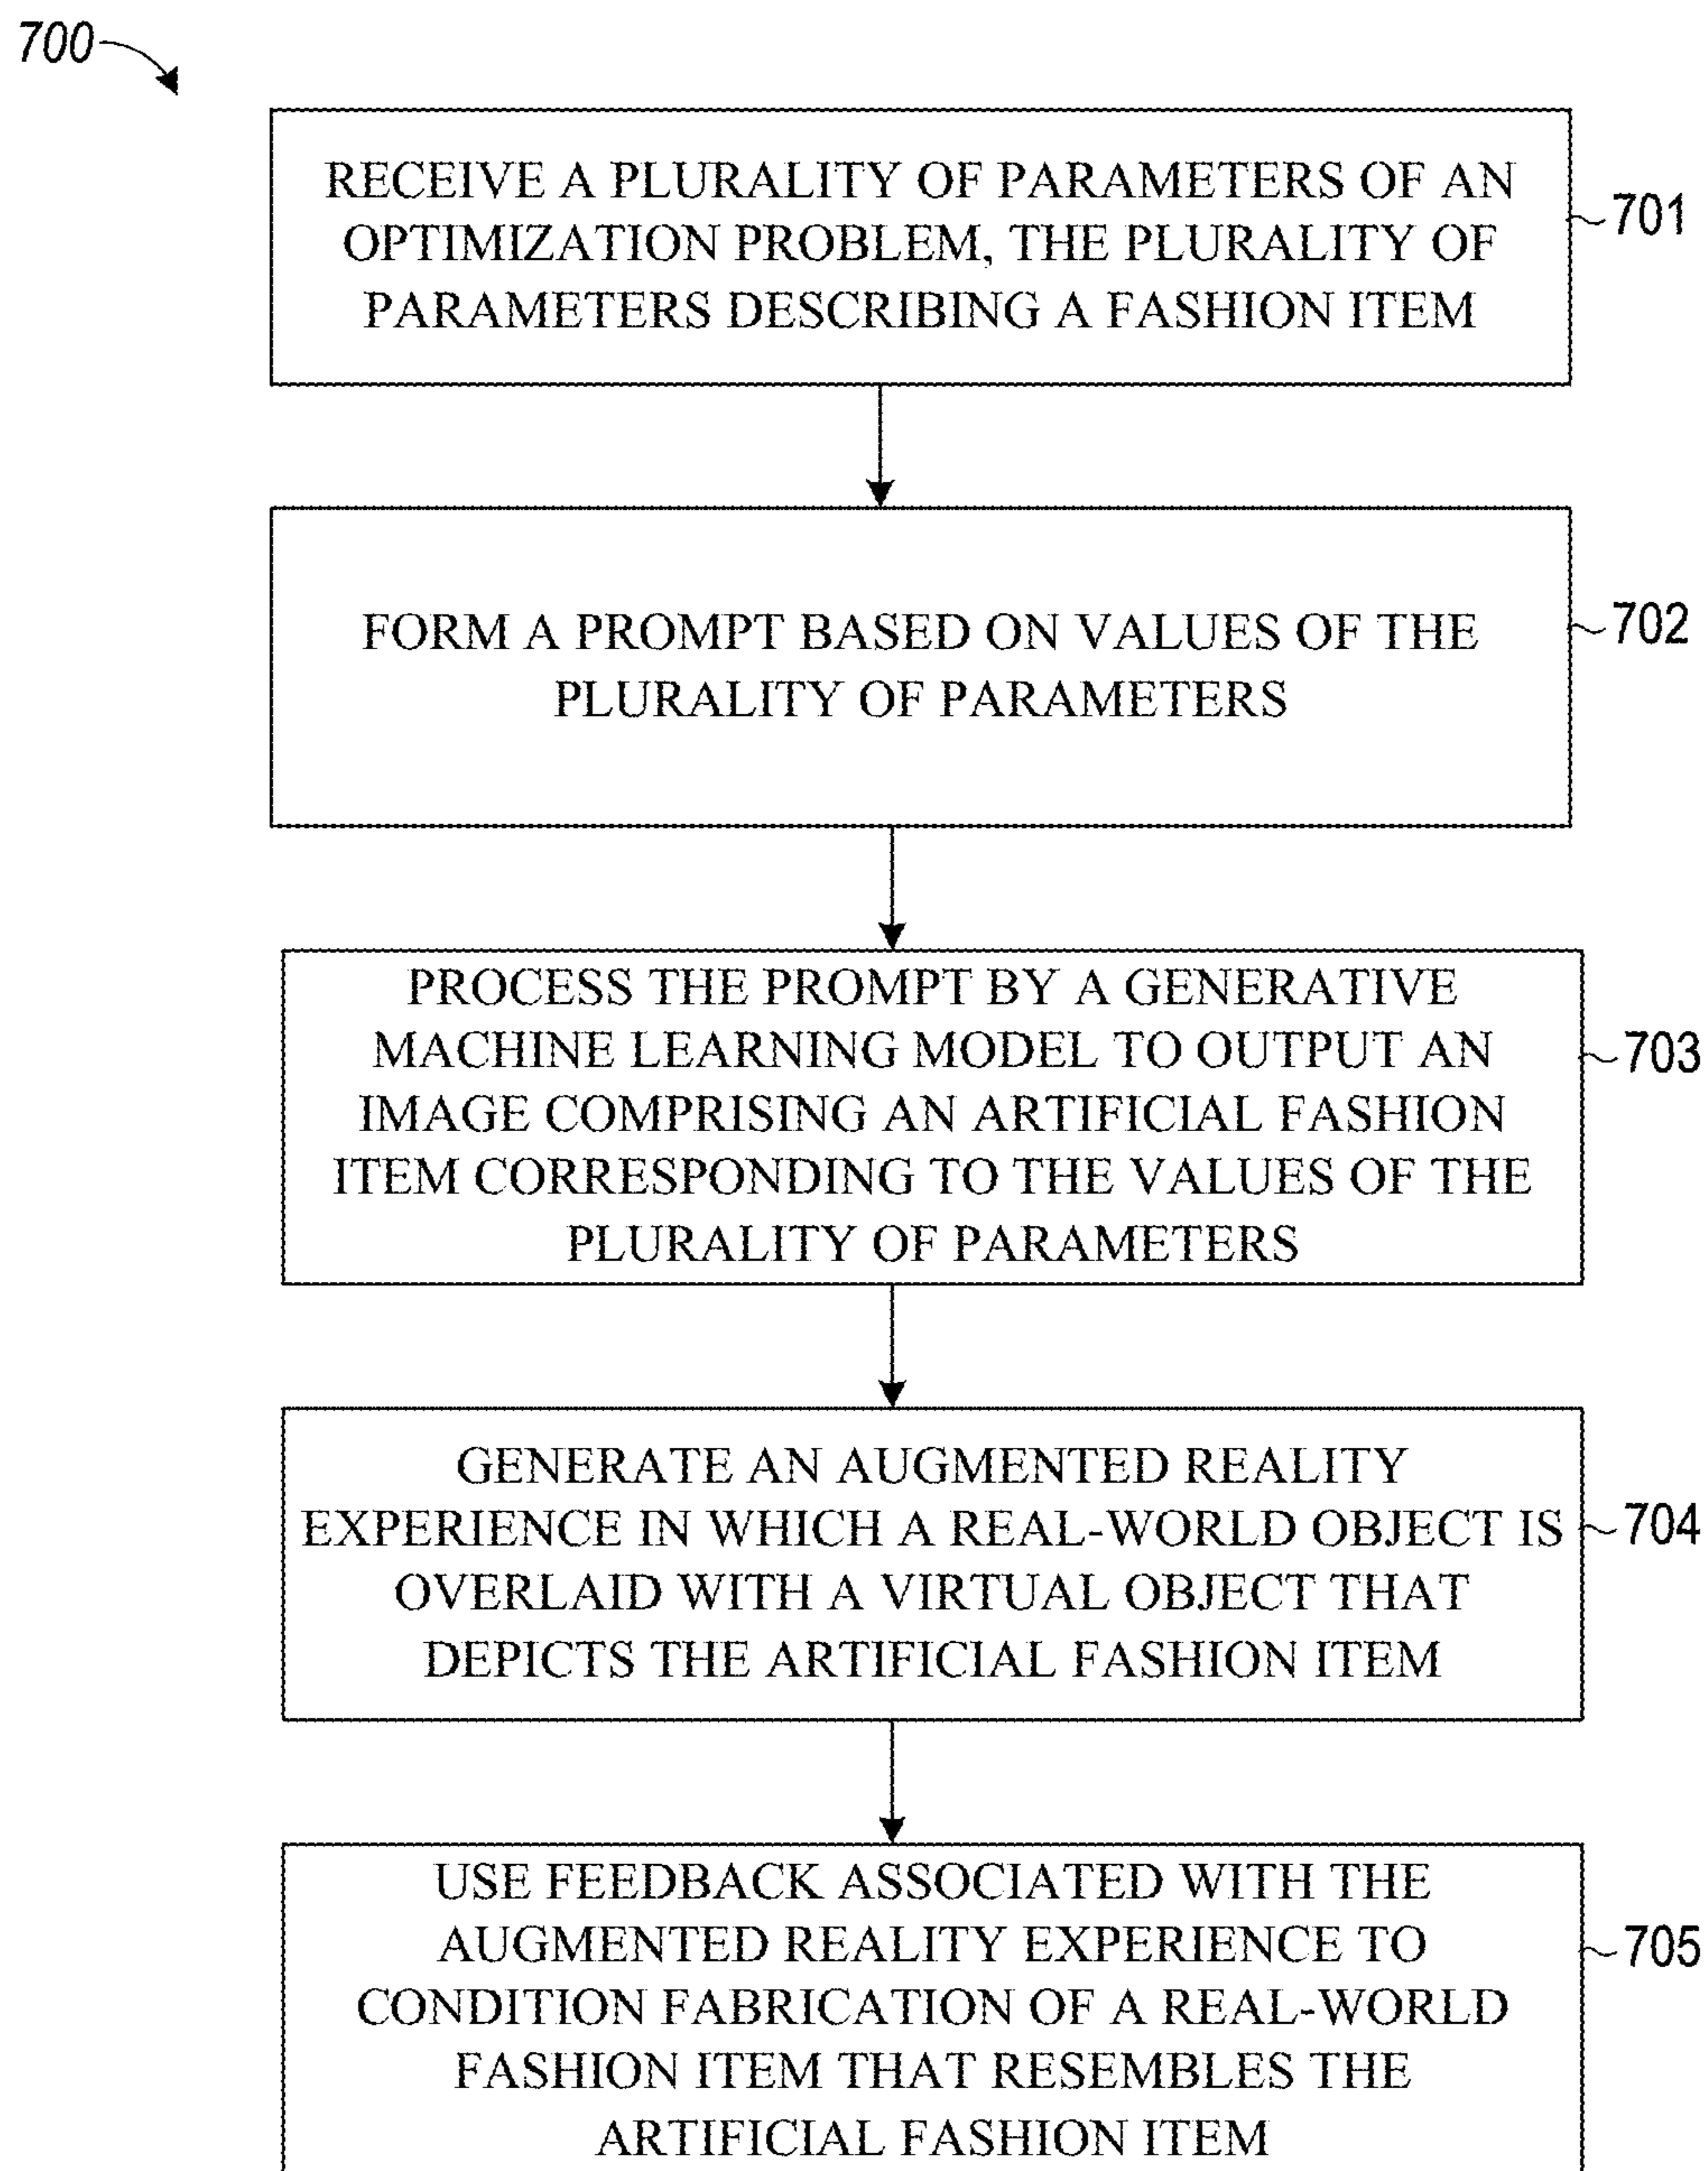 700
RECEIVE A PLURALITY OF PARAMETERS OF AN
OPTIMIZATION PROBLEM, THE PLURALITY OF
PARAMETERS DESCRIBING A FASHION ITEM
701
FORM A PROMPT BASED ON VALUES OF THE
PLURALITY OF PARAMETERS
702
PROCESS THE PROMPT BY A GENERATIVE
MACHINE LEARNING MODEL TO OUTPUT AN
IMAGE COMPRISING AN ARTIFICIAL FASHION
ITEM CORRESPONDING TO THE VALUES OF THE
PLURALITY OF PARAMETERS
703
GENERATE AN AUGMENTED REALITY
EXPERIENCE IN WHICH A REAL-WORLD OBJECT IS
OVERLAID WITH A VIRTUAL OBJECT THAT
DEPICTS THE ARTIFICIAL FASHION ITEM
704
USE FEEDBACK ASSOCIATED WITH THE
AUGMENTED REALITY EXPERIENCE TO
CONDITION FABRICATION OF A REAL-WORLD
FASHION ITEM THAT RESEMBLES THE
ARTIFICIAL FASHION ITEM
705